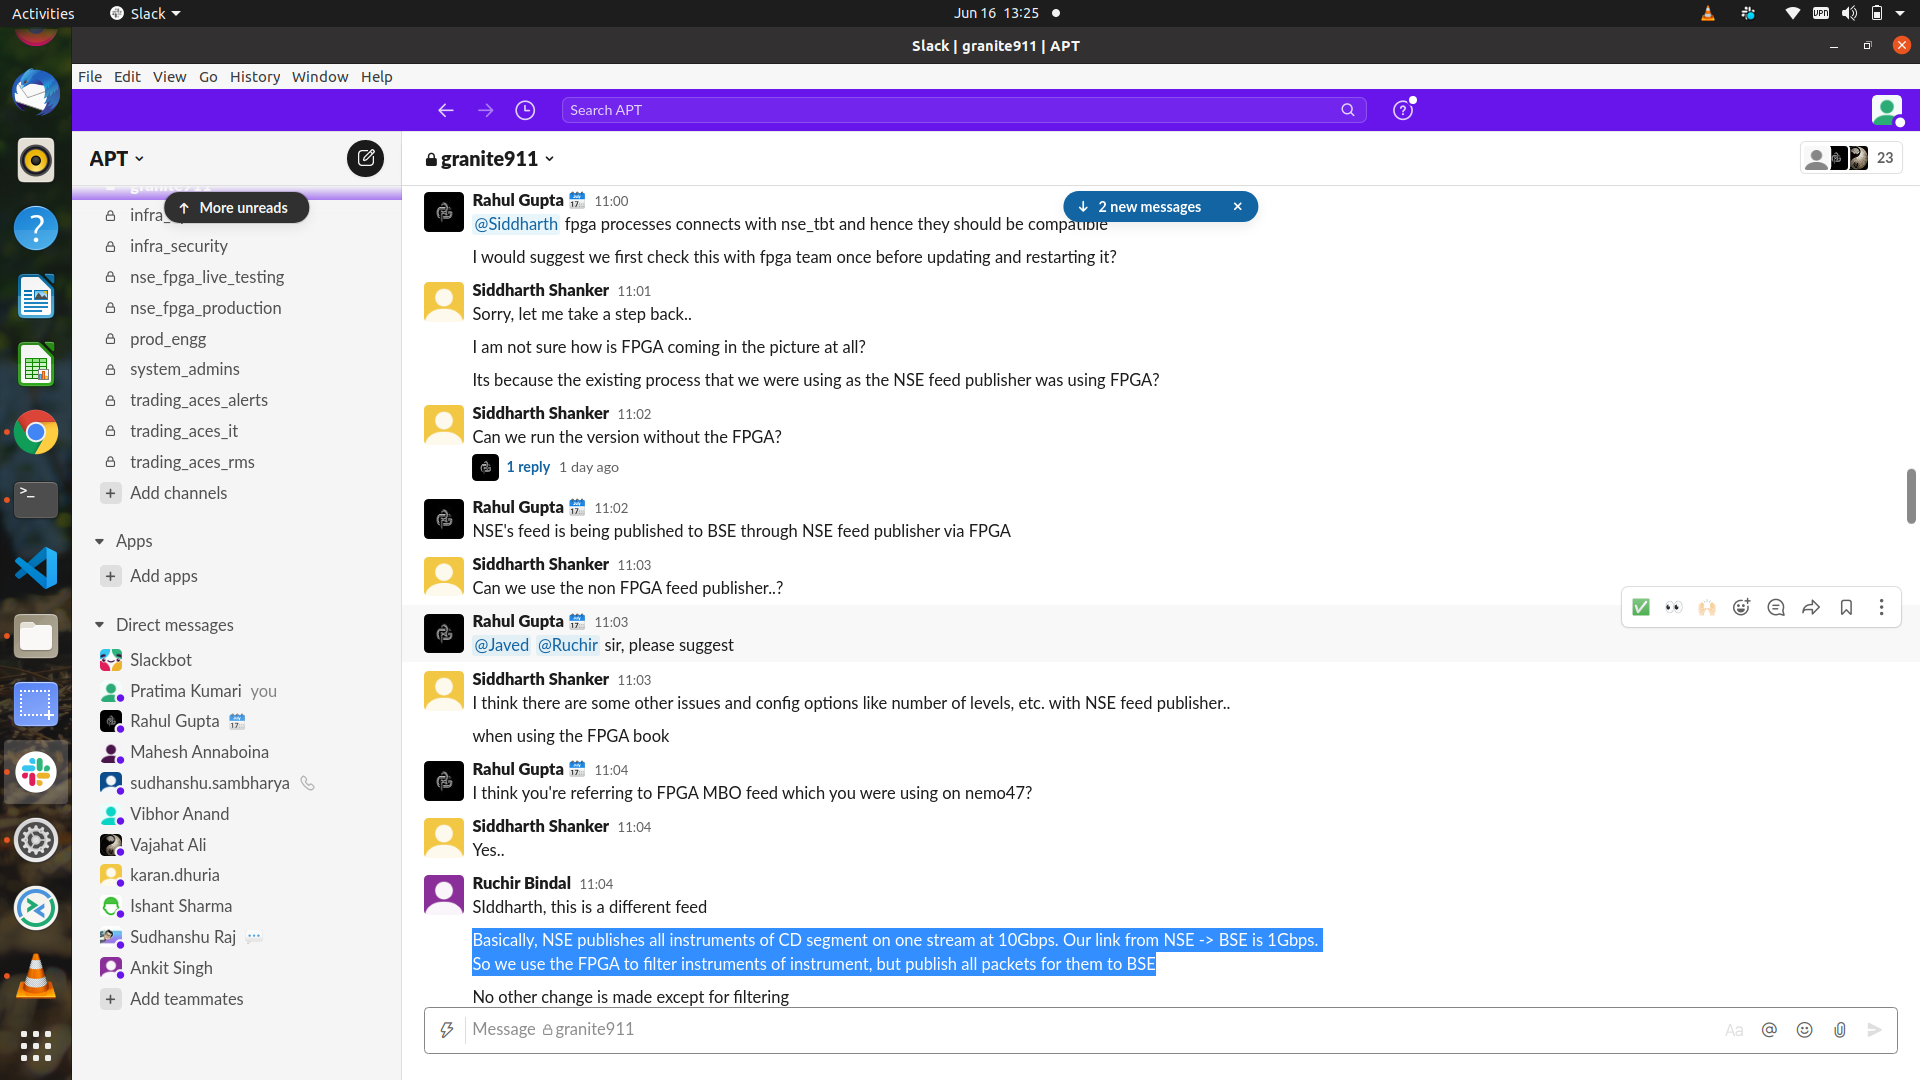 Activities
Slack
Jun 16 13:25
VPN
Slack | granite911 | APT
File Edit View Go History Window Help
Search APT
APT
granite911
23
granite911
More unreads
2 new messages
infra_
infra_security
nse_fpga_live_testing
nse_fpga_production
prod_engg
system_admins
trading_aces_alerts
trading_aces_it
trading_aces_rms
Add channels
Apps
Add apps
Direct messages
Slackbot
Pratima Kumari you
Rahul Gupta
Mahesh Annaboina
sudhanshu.sambharya
Vibhor Anand
Vajahat Ali
karan.dhuria
Ishant Sharma
Sudhanshu Raj
Ankit Singh
Add teammates
Rahul Gupta 11:00
@Siddharth fpga processes connects with nse_tbt and hence they should be compatible
I would suggest we first check this with fpga team once before updating and restarting it?
Siddharth Shanker 11:01
Sorry, let me take a step back..
I am not sure how is FPGA coming in the picture at all?
Its because the existing process that we were using as the NSE feed publisher was using FPGA?
Siddharth Shanker 11:02
Can we run the version without the FPGA?
1 reply 1 day ago
Rahul Gupta 11:02
NSE's feed is being published to BSE through NSE feed publisher via FPGA
Siddharth Shanker 11:03
Can we use the non FPGA feed publisher..?
Rahul Gupta 11:03
@Javed @Ruchir sir, please suggest
Siddharth Shanker 11:03
I think there are some other issues and config options like number of levels, etc. with NSE feed publisher..
when using the FPGA book
Rahul Gupta 11:04
I think you're referring to FPGA MBO feed which you were using on nemo47?
Siddharth Shanker 11:04
Yes..
Ruchir Bindal 11:04
SIddharth, this is a different feed
Basically, NSE publishes all instruments of CD segment on one stream at 10Gbps. Our link from NSE -> BSE is 1Gbps.
So we use the FPGA to filter instruments of instrument, but publish all packets for them to BSE
No other change is made except for filtering
Message granite911
Aa